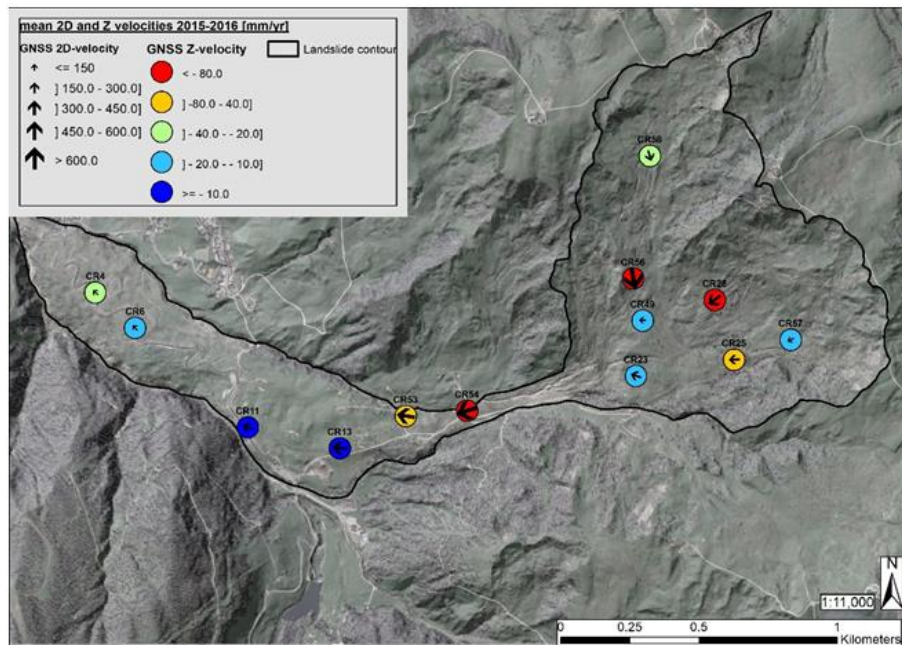 mean 2D and Z velocities 2015-2016 [mm/yr]
GNSS 2D-velocity GNSS Z-velocity Landslide contour
<= 150
] 150.0 - 300.0]
] 300.0 - 450.0]
] 450.0 - 600.0]
> 600.0
< - 80.0
] -80.0 - 40.0]
] - 40.0 - - 20.0]
] - 20.0 - - 10.0]
>= - 10.0
CR58
CR56
CR28
CR4
CR49
CR6
CR57
CR25
CR23
CR53
CR54
CR11
CR13
N
1:11,000
0 0.25 0.5 1
Kilometers